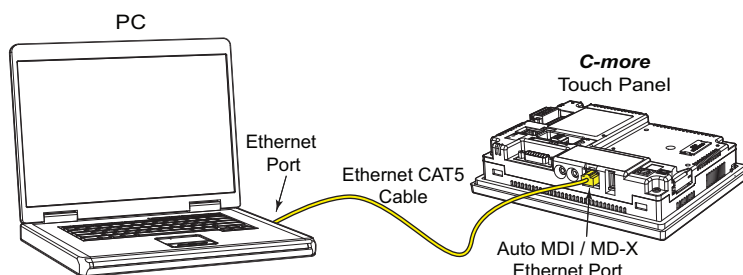 PC
C-more
Touch Panel
Ethernet
Port
Ethernet CAT5
Cable
Auto MDI / MD-X
Ethernet Port